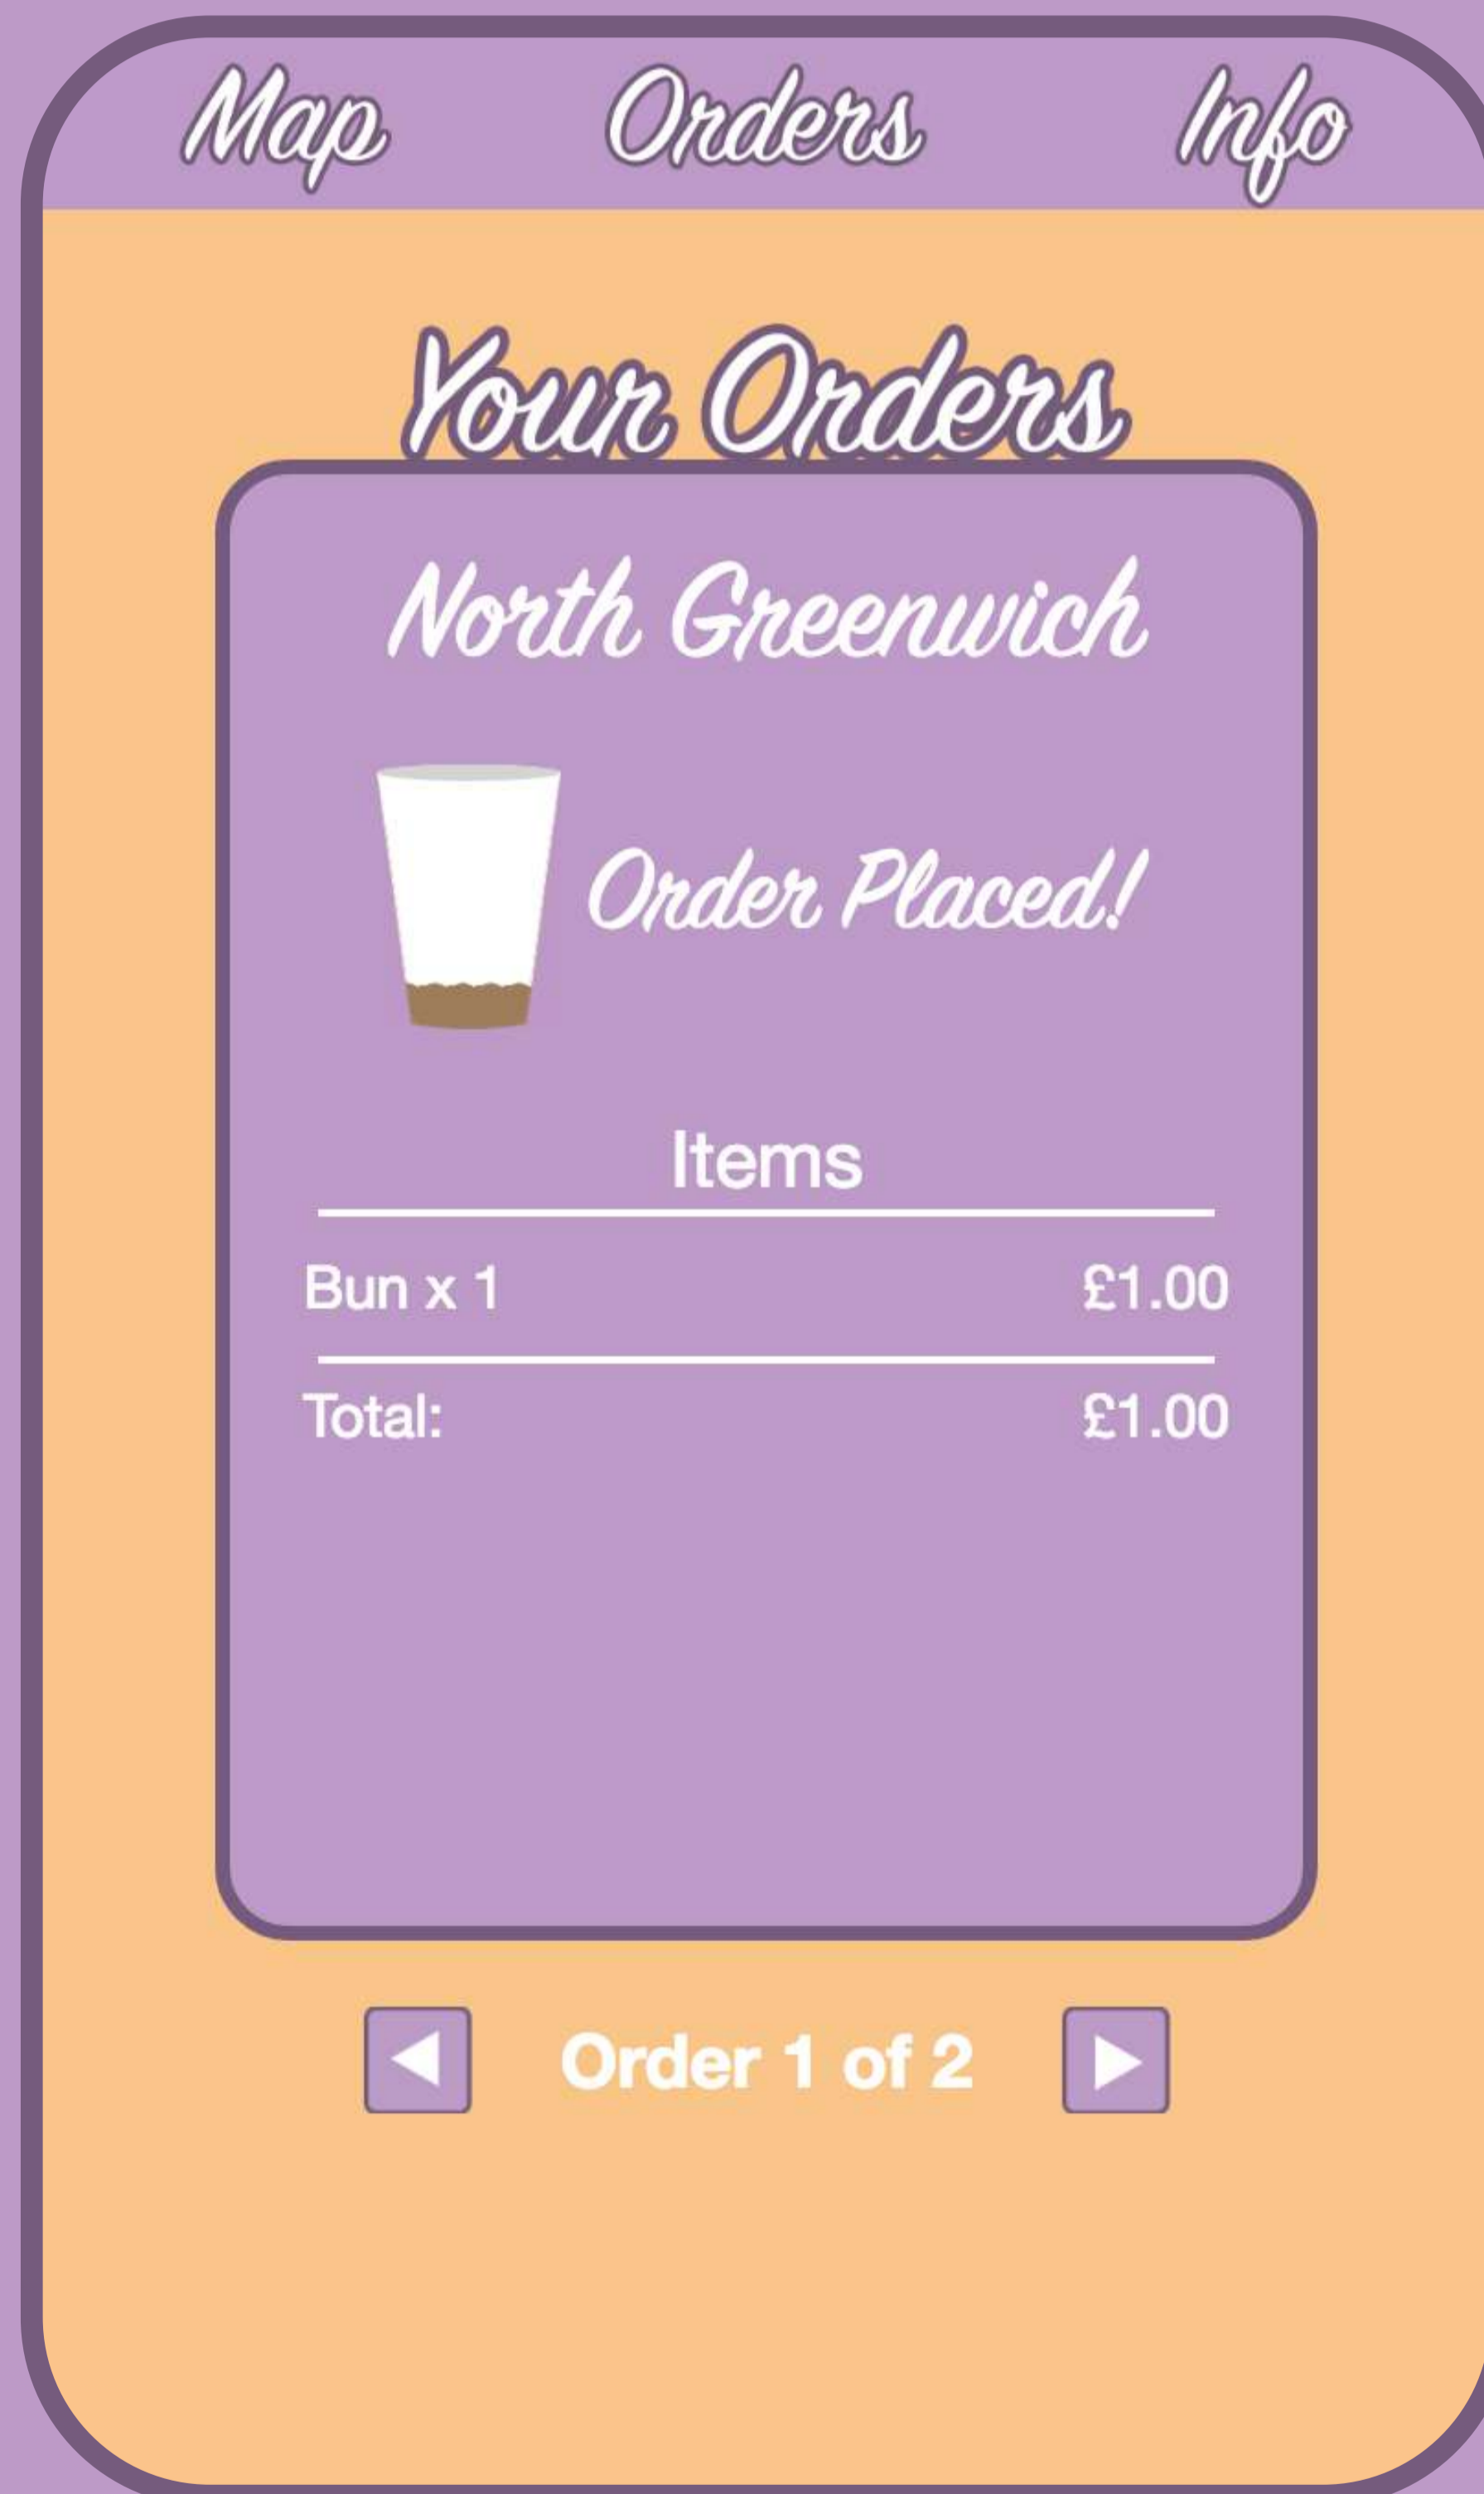 Map Orders Info
Your Orders
North Greenwich
Order Placed!
Items
Bun x 1 £1.00
Total: £1.00
Order 1 of 2